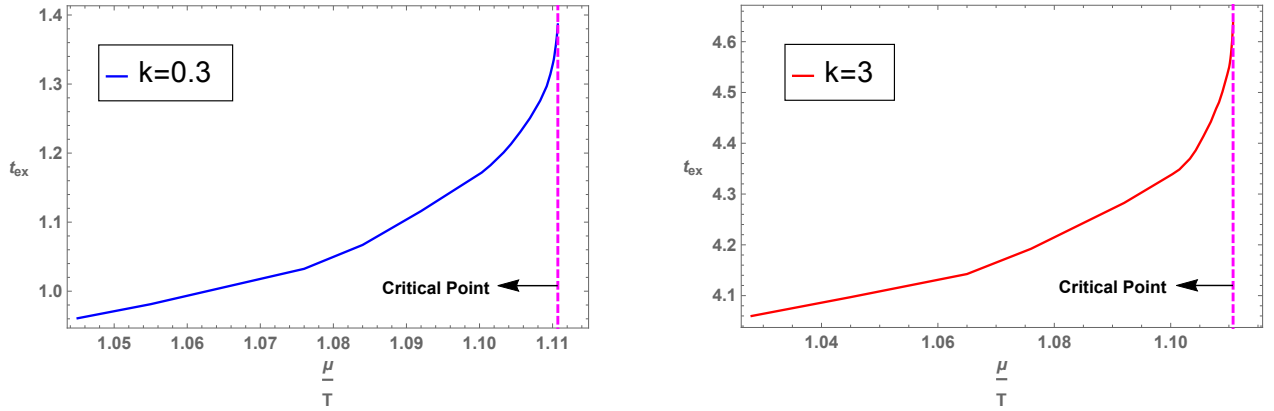 1.4
1.3
1.2
1.1
1.0
t_ex
k=0.3
Critical Point
1.05 1.06 1.07 1.08 1.09 1.10 1.11
μ
T
4.6
4.5
4.4
4.3
4.2
4.1
t_ex
k=3
Critical Point
1.04 1.06 1.08 1.10
μ
T